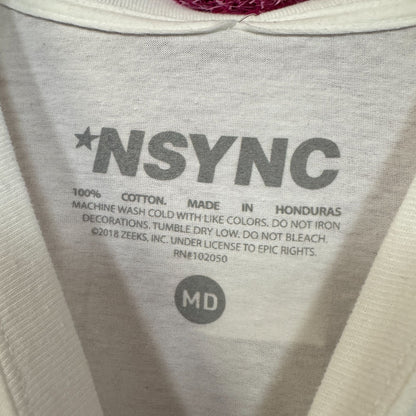 *NSYNC
100% COTTON. MADE IN HONDURAS
MACHINE WASH COLD WITH LIKE COLORS. DO NOT IRON
DECORATIONS. TUMBLE DRY LOW. DO NOT BLEACH.
©2018 ZEEKS, INC. UNDER LICENSE TO EPIC RIGHTS.
RN#102050
MD